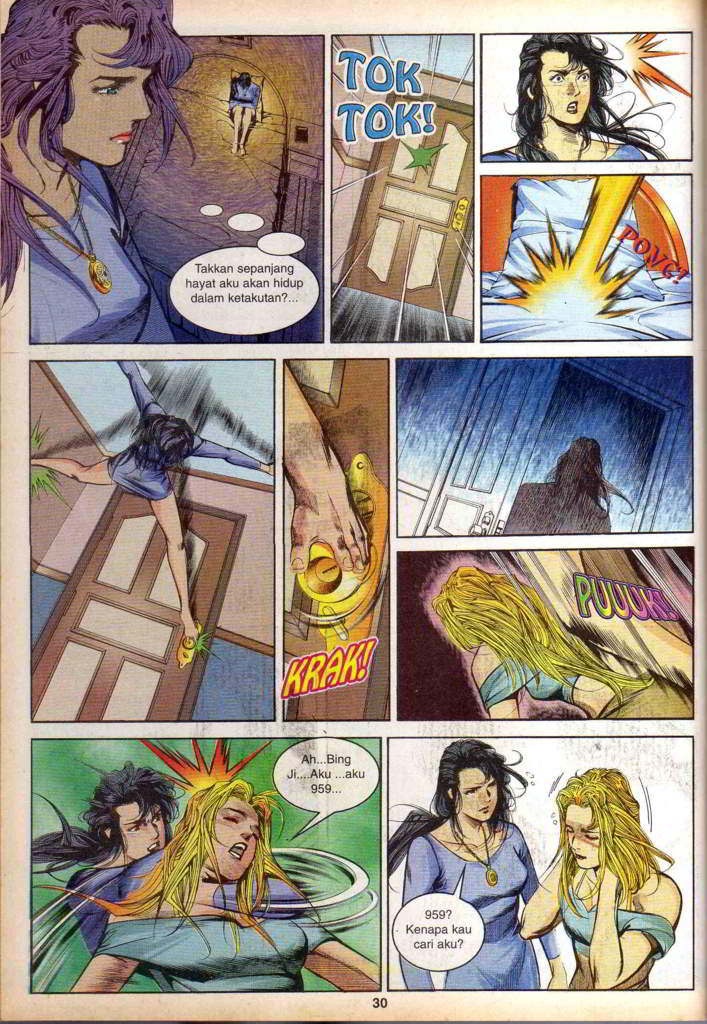 Takkan sepanjang
hayat aku akan hidup
dalam ketakutan?...
TOK
TOK!
PONG!
KRAK!
PUUUK!
Ah...Bing
Ji....Aku ...aku
959...
959?
Kenapa kau
cari aku?
30